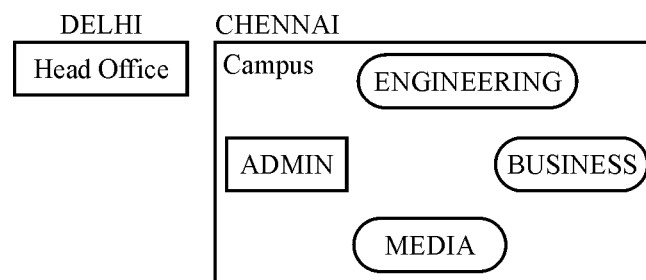 DELHI
CHENNAI
Head Office
Campus
ENGINEERING
ADMIN
BUSINESS
MEDIA